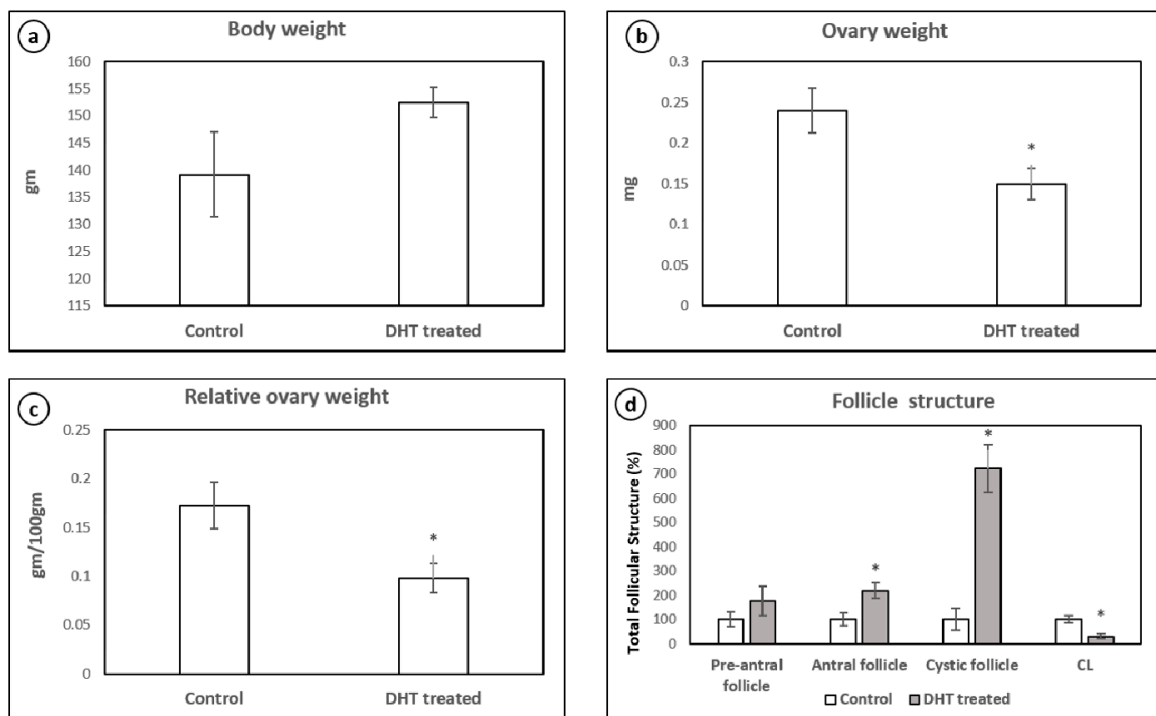 a
Body weight
160
155
150
145
140
135
130
125
120
115
gm
Control DHT treated
b
Ovary weight
0.3
0.25
0.2
0.15
0.1
0.05
0
mg
*
Control DHT treated
c
Relative ovary weight
0.25
0.2
0.15
0.1
0.05
0
gm/100gm
*
Control DHT treated
d
Follicle structure
900
800
700
600
500
400
300
200
100
0
Total Follicular Structure (%)
*
*
*
Pre-antral
follicle
Antral follicle
Cystic follicle
CL
Control DHT treated